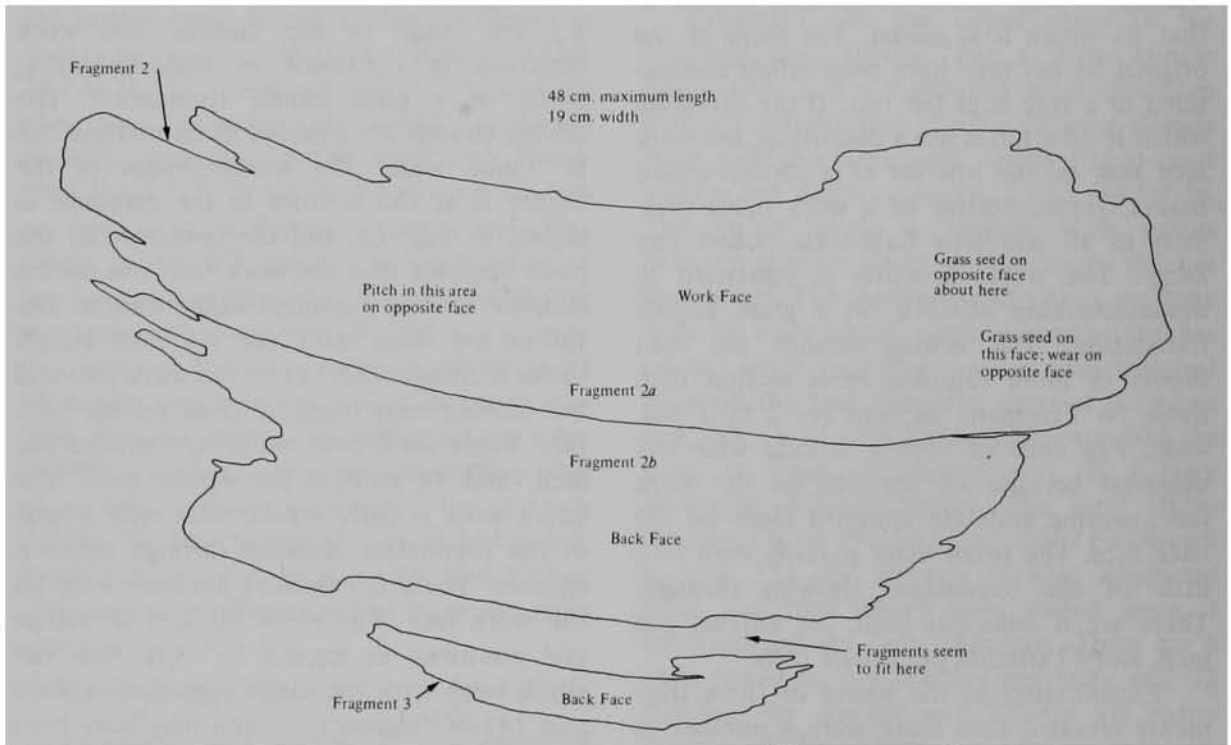 Fragment 2
48 cm. maximum length
19 cm. width
Grass seed on
opposite face
about here
Pitch in this area
on opposite face
Work Face
Grass seed on
this face; wear on
opposite face
Fragment 2a
Fragment 2b
Back Face
Fragments seem
to fit here
Back Face
Fragment 3